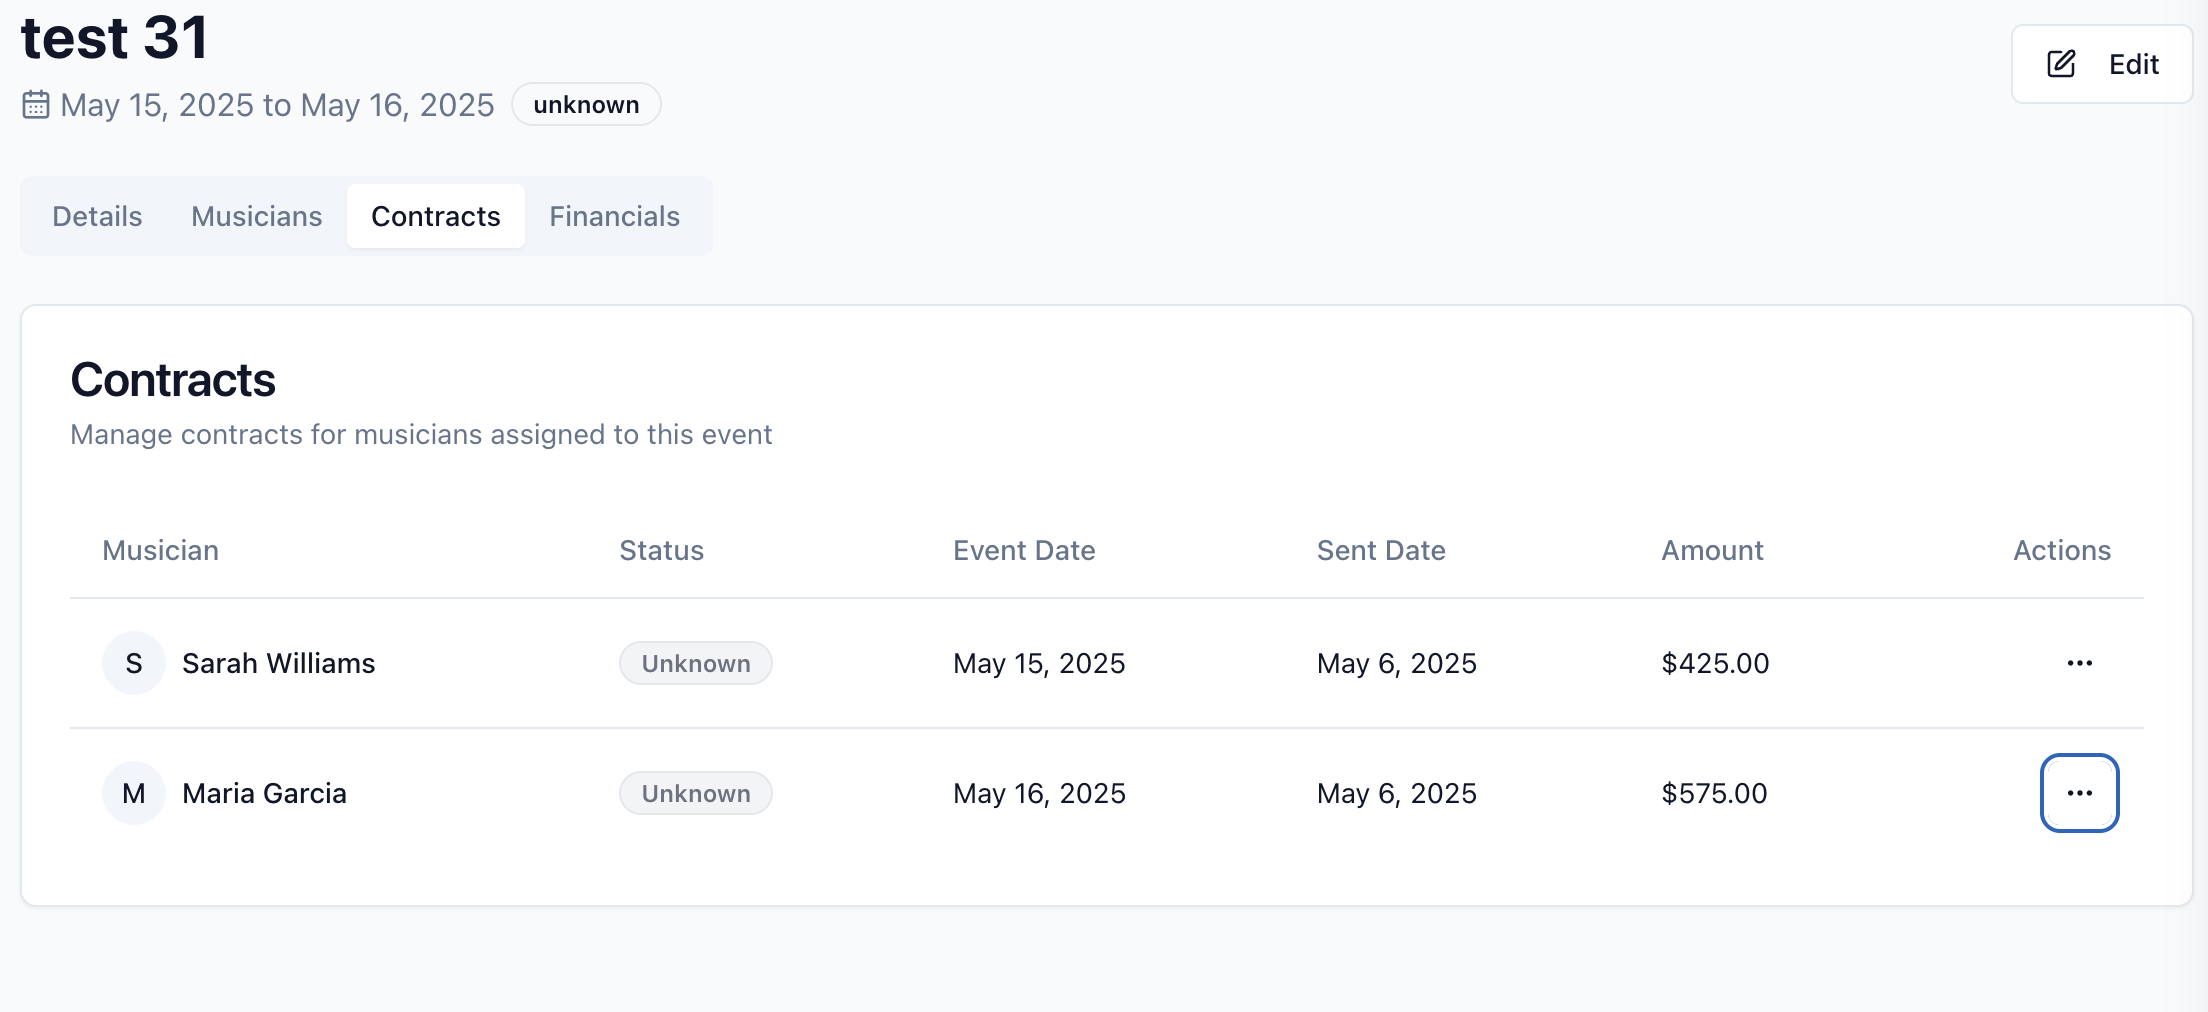 test 31
Edit
May 15, 2025 to May 16, 2025 unknown
Details Musicians Contracts Financials
Contracts
Manage contracts for musicians assigned to this event
Musician Status Event Date Sent Date Amount Actions
S Sarah Williams Unknown May 15, 2025 May 6, 2025 $425.00 ...
M Maria Garcia Unknown May 16, 2025 May 6, 2025 $575.00 ...